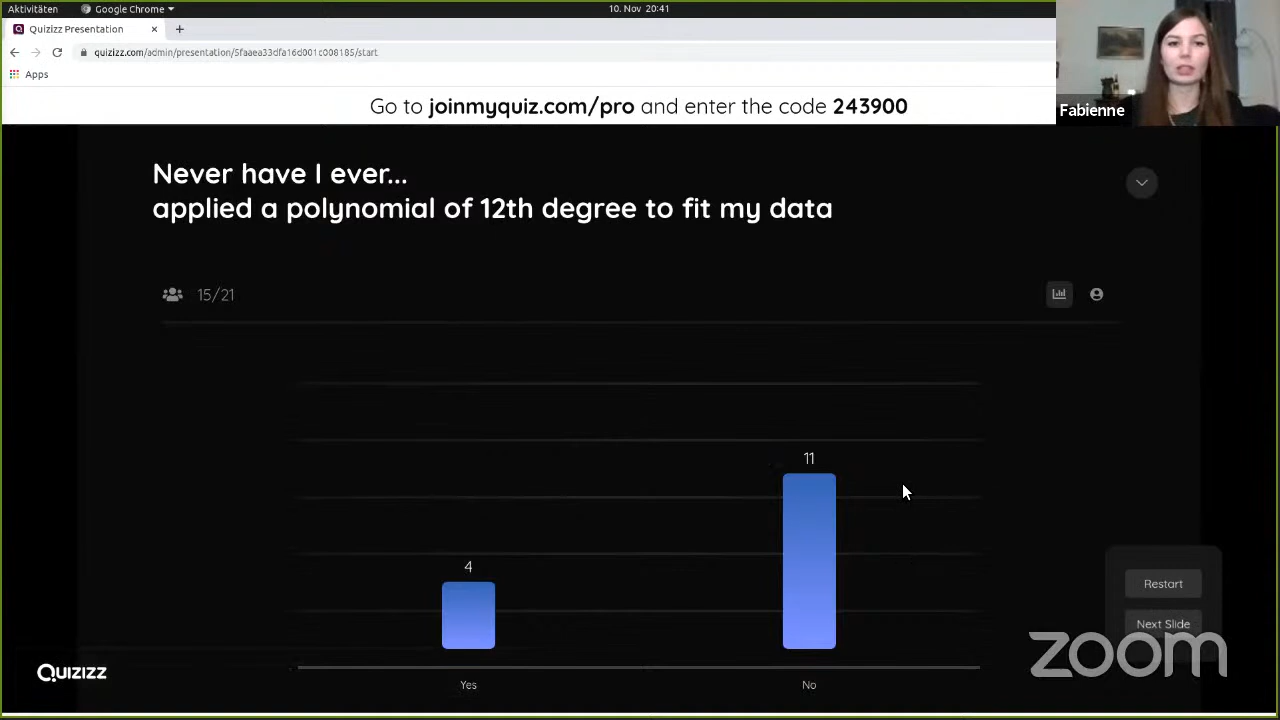 Aktivitäten
Google Chrome
10. Nov 20:41
Quizizz Presentation
quizizz.com/admin/presentation/5faaea33dfa16d001c008185/start
Apps
Go to joinmyquiz.com/pro and enter the code 243900
Fabienne
Never have I ever...
applied a polynomial of 12th degree to fit my data
15/21
11
4
Restart
Next Slide
zoom
Quizizz
Yes
No